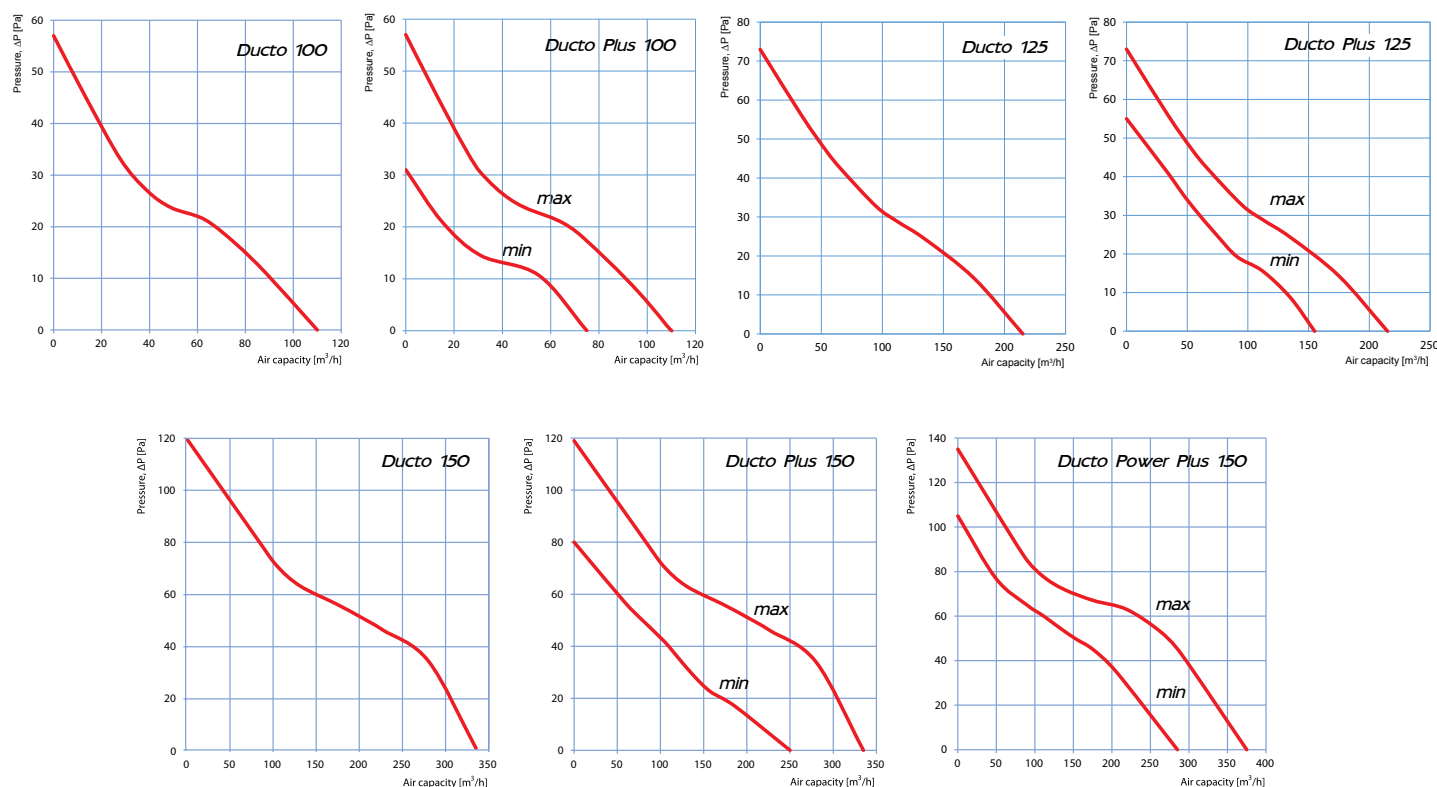 Pressure, ΔP [Pa]
60
50
40
30
20
10
0
Ducto 100
0 20 40 60 80 100 120
Air capacity [m³/h]
Pressure, ΔP [Pa]
60
50
40
30
20
10
0
Ducto Plus 100
max
min
0 20 40 60 80 100 120
Air capacity [m³/h]
Pressure, ΔP [Pa]
80
70
60
50
40
30
20
10
0
Ducto 125
0 50 100 150 200 250
Air capacity [m³/h]
Pressure, ΔP [Pa]
80
70
60
50
40
30
20
10
0
Ducto Plus 125
max
min
0 50 100 150 200 250
Air capacity [m³/h]
Pressure, ΔP [Pa]
120
100
80
60
40
20
0
Ducto 150
0 50 100 150 200 250 300 350
Air capacity [m³/h]
Pressure, ΔP [Pa]
120
100
80
60
40
20
0
Ducto Plus 150
max
min
0 50 100 150 200 250 300 350
Air capacity [m³/h]
Pressure, ΔP [Pa]
140
120
100
80
60
40
20
0
Ducto Power Plus 150
max
min
0 50 100 150 200 250 300 350 400
Air capacity [m³/h]